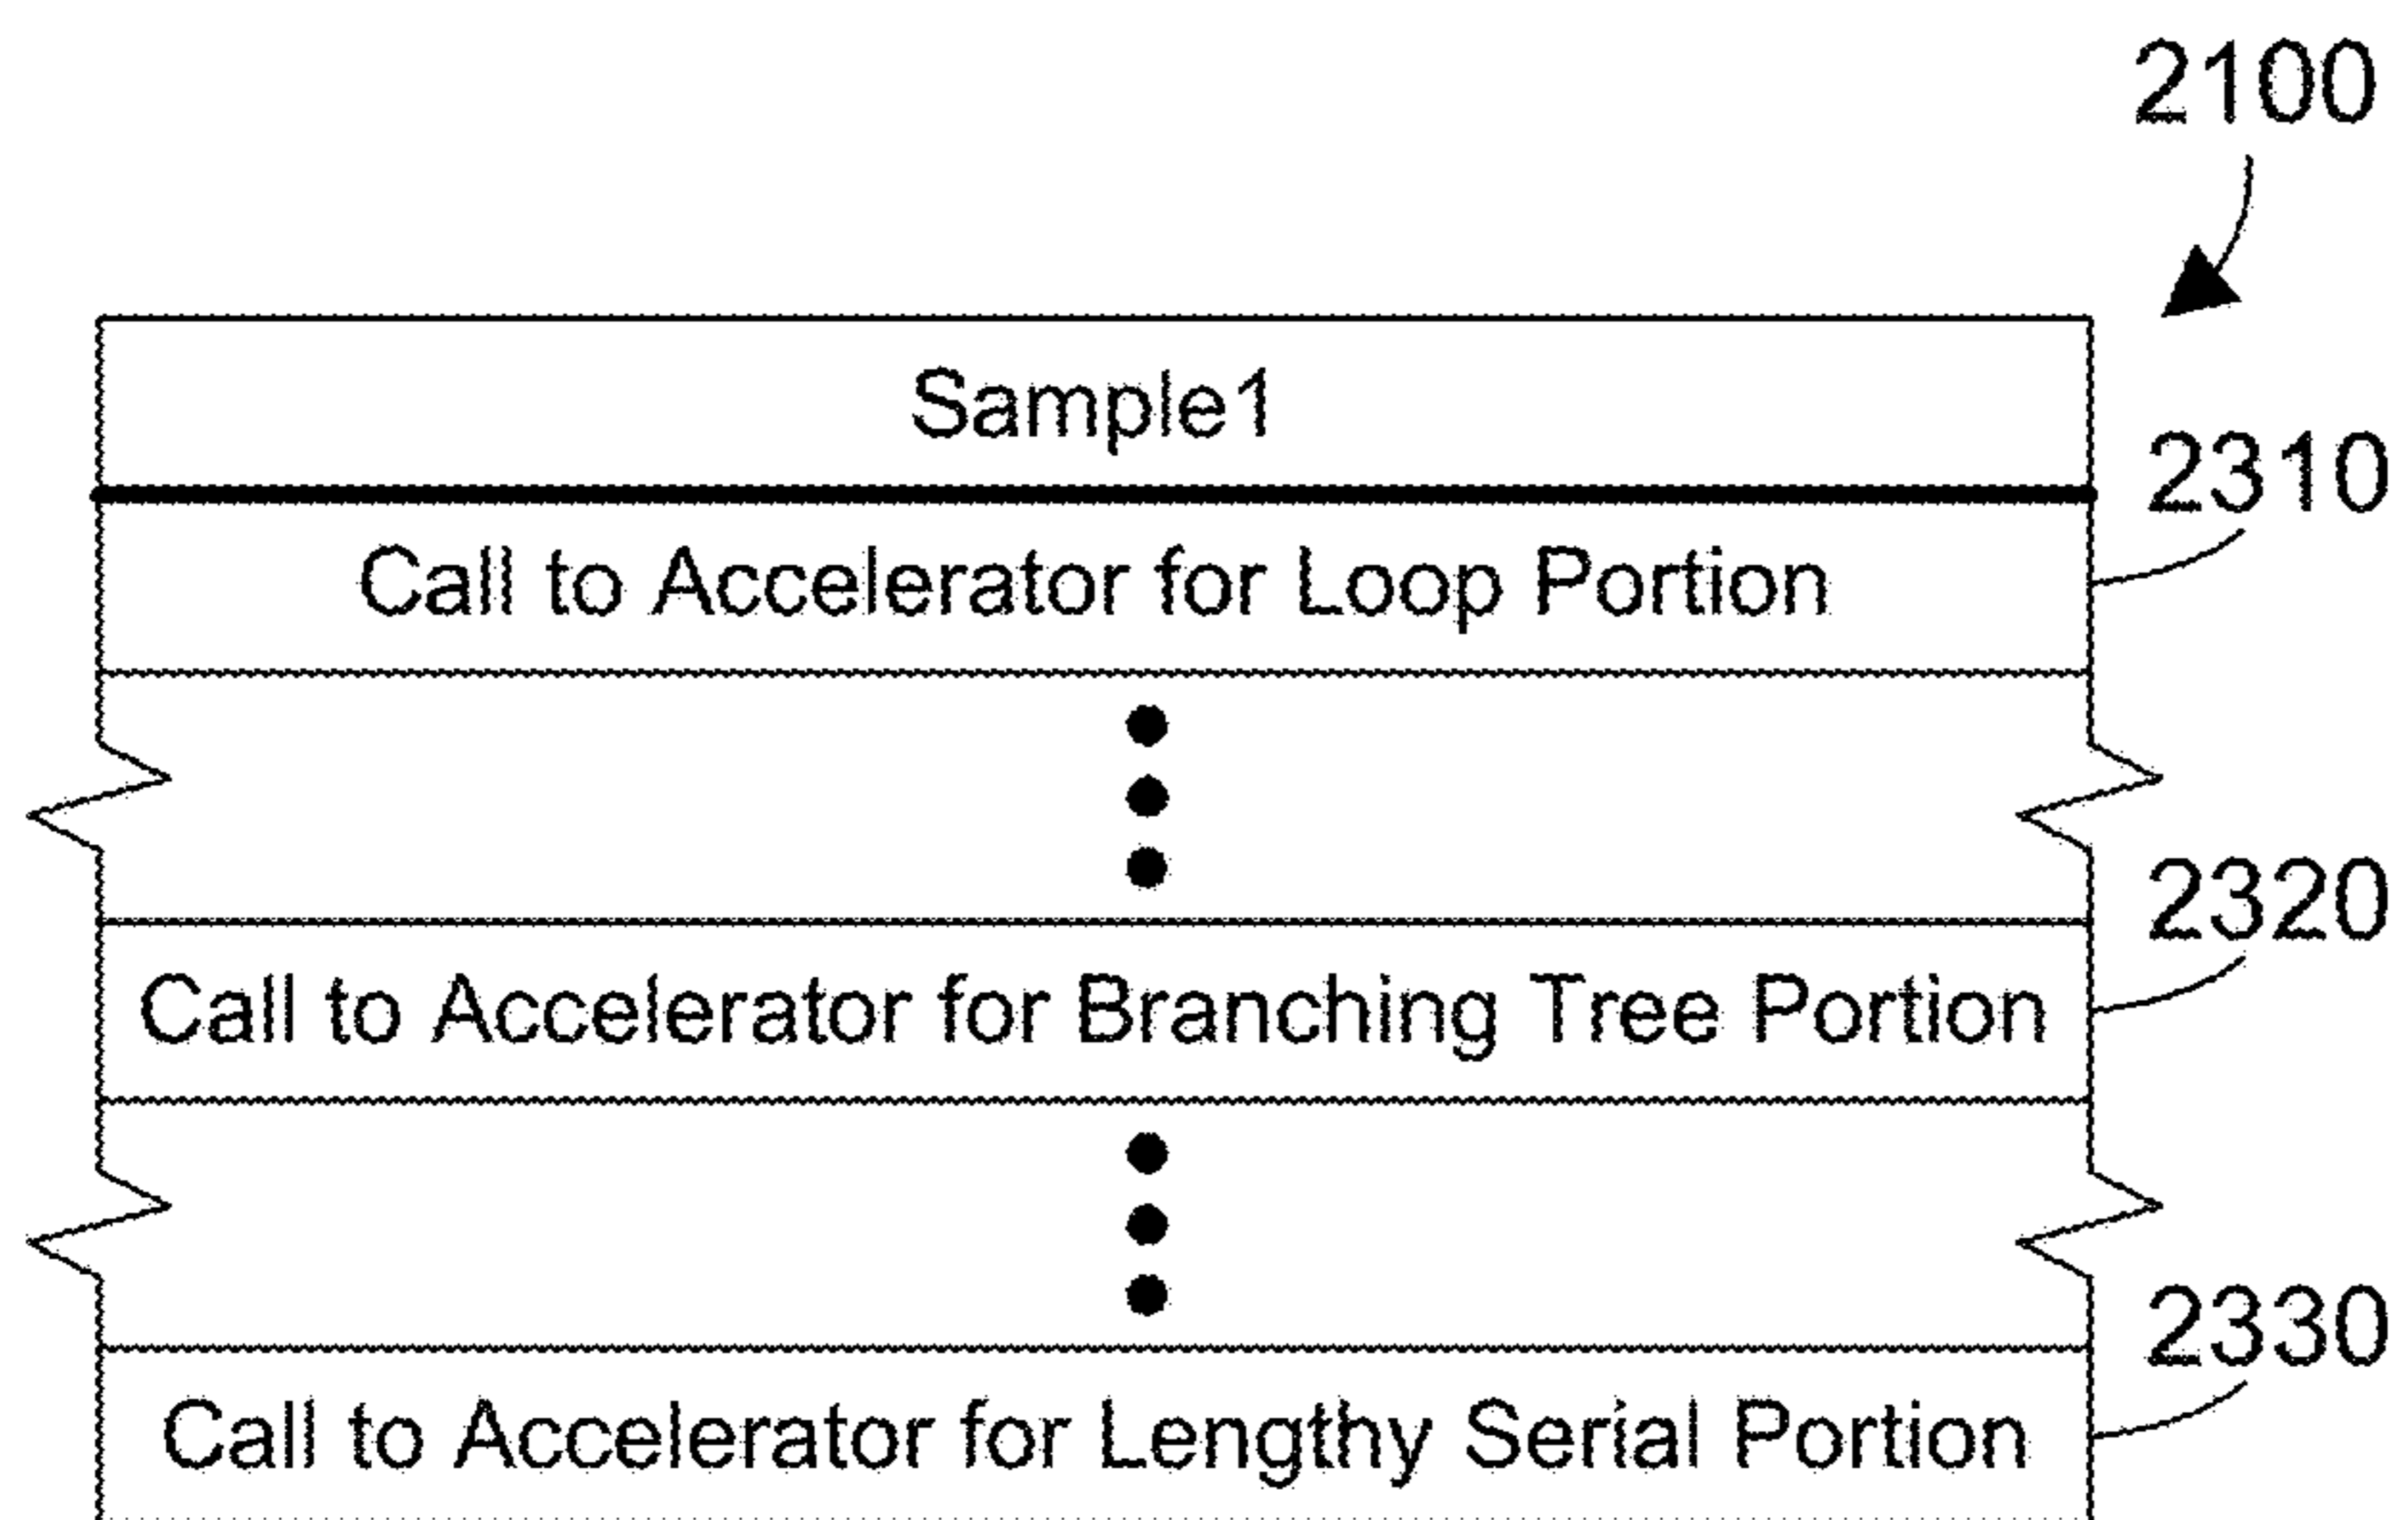 2100
Sample1
2310
Call to Accelerator for Loop Portion
2320
Call to Accelerator for Branching Tree Portion
2330
Call to Accelerator for Lengthy Serial Portion